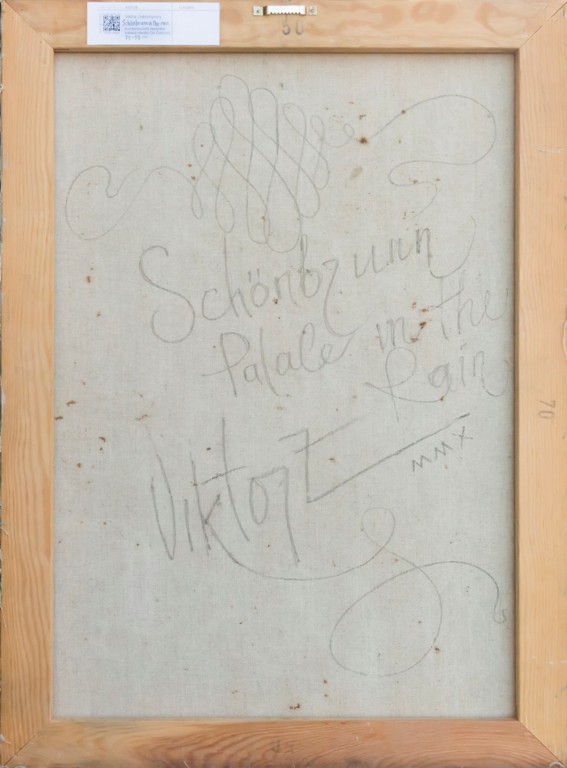 50
Schönbrunn
Palace in The
Rain
Viktor Z
MMX
70